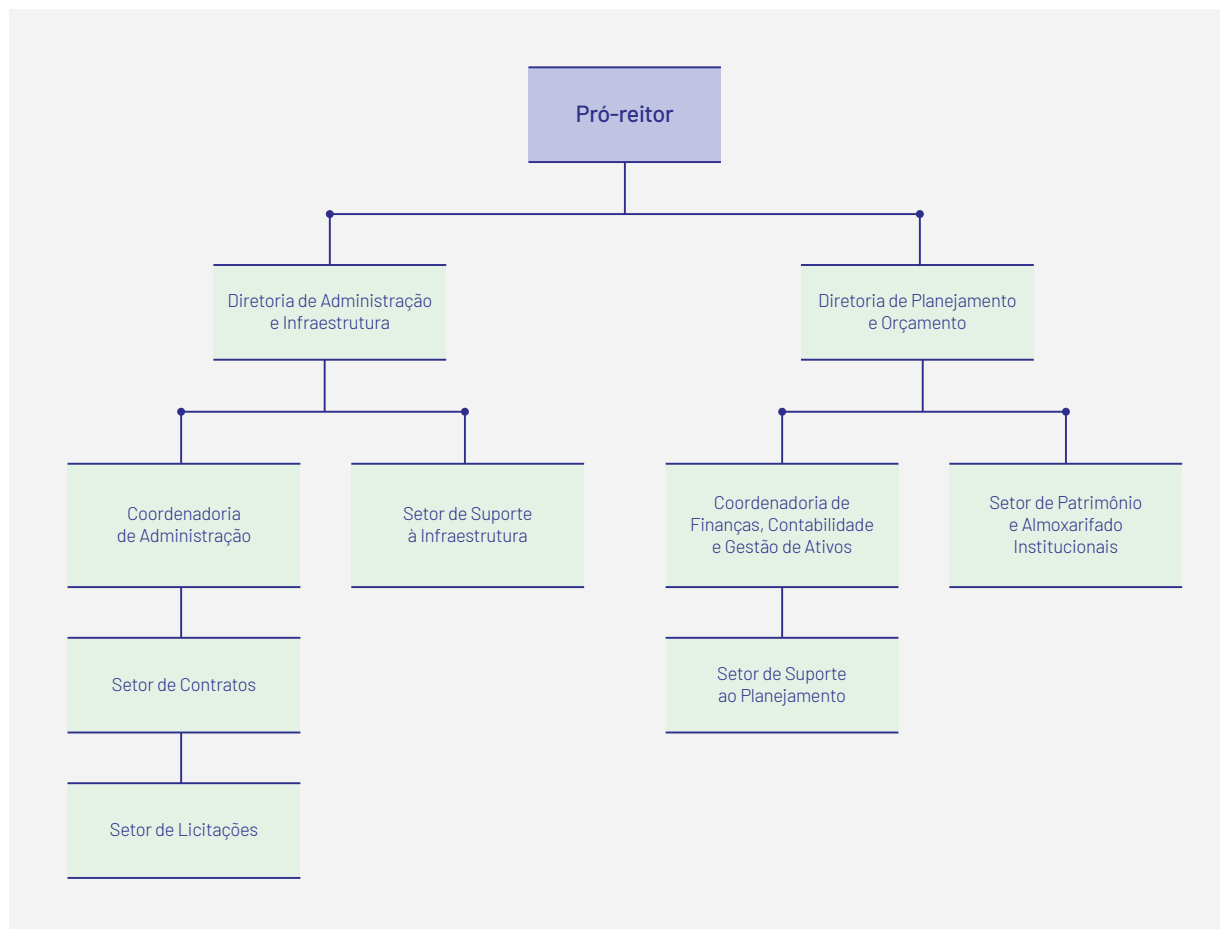 Pró-reitor
Diretoria de Administração
e Infraestrutura
Diretoria de Planejamento
e Orçamento
Coordenadoria
de Administração
Setor de Suporte
à Infraestrutura
Coordenadoria de
Finanças, Contabilidade
e Gestão de Ativos
Setor de Patrimônio
e Almoxarifado
Institucionais
Setor de Contratos
Setor de Suporte
ao Planejamento
Setor de Licitações